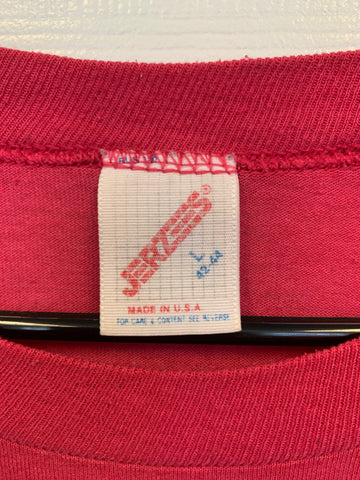 JERZEES®
L
42-44
MADE IN U.S.A
FOR CARE & CONTENT SEE REVERSE